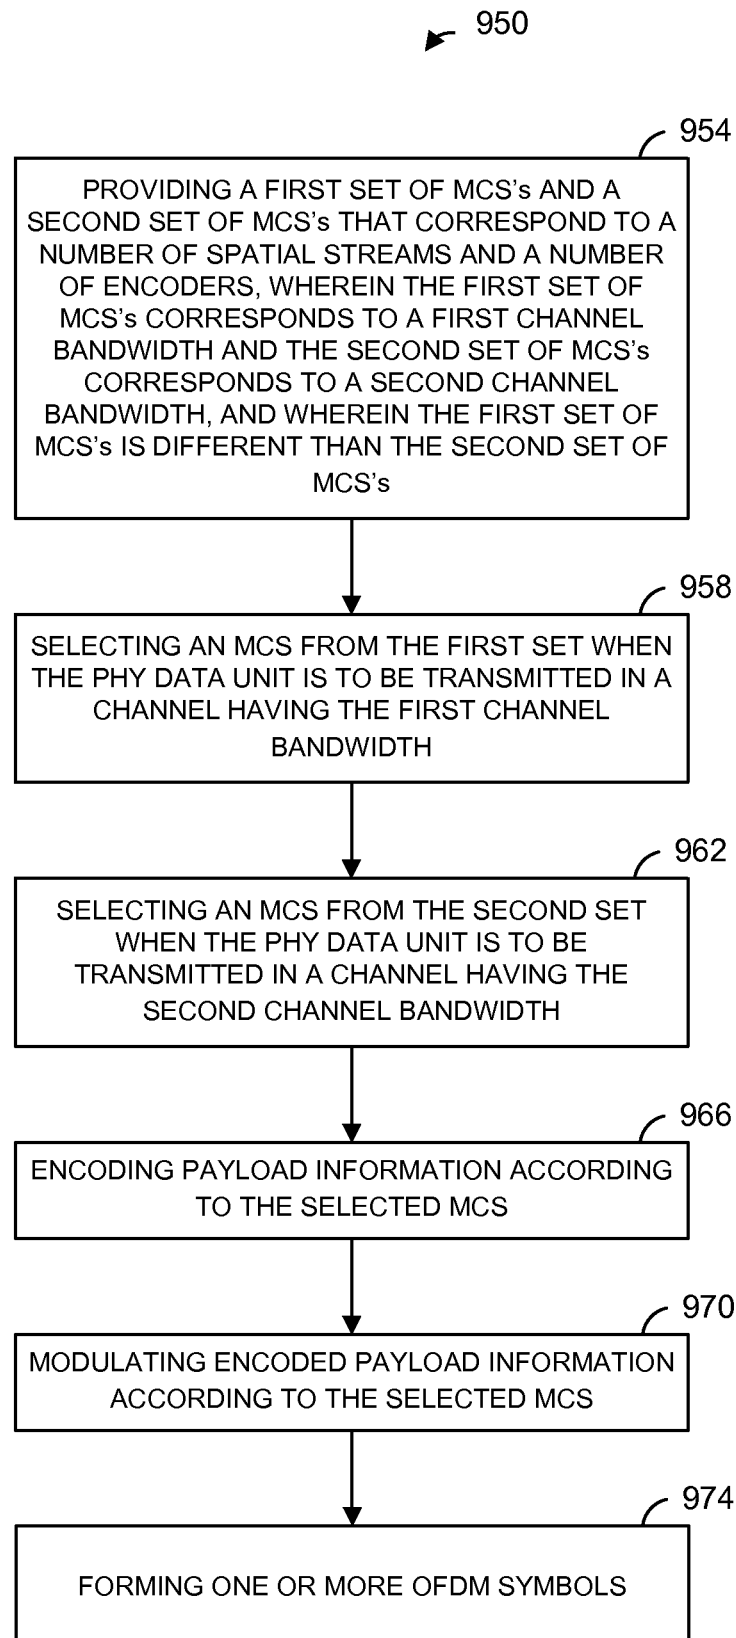 950
954
PROVIDING A FIRST SET OF MCS's AND A
SECOND SET OF MCS's THAT CORRESPOND TO A
NUMBER OF SPATIAL STREAMS AND A NUMBER
OF ENCODERS, WHEREIN THE FIRST SET OF
MCS's CORRESPONDS TO A FIRST CHANNEL
BANDWIDTH AND THE SECOND SET OF MCS's
CORRESPONDS TO A SECOND CHANNEL
BANDWIDTH, AND WHEREIN THE FIRST SET OF
MCS's IS DIFFERENT THAN THE SECOND SET OF
MCS's
958
SELECTING AN MCS FROM THE FIRST SET WHEN
THE PHY DATA UNIT IS TO BE TRANSMITTED IN A
CHANNEL HAVING THE FIRST CHANNEL
BANDWIDTH
962
SELECTING AN MCS FROM THE SECOND SET
WHEN THE PHY DATA UNIT IS TO BE
TRANSMITTED IN A CHANNEL HAVING THE
SECOND CHANNEL BANDWIDTH
966
ENCODING PAYLOAD INFORMATION ACCORDING
TO THE SELECTED MCS
970
MODULATING ENCODED PAYLOAD INFORMATION
ACCORDING TO THE SELECTED MCS
974
FORMING ONE OR MORE OFDM SYMBOLS